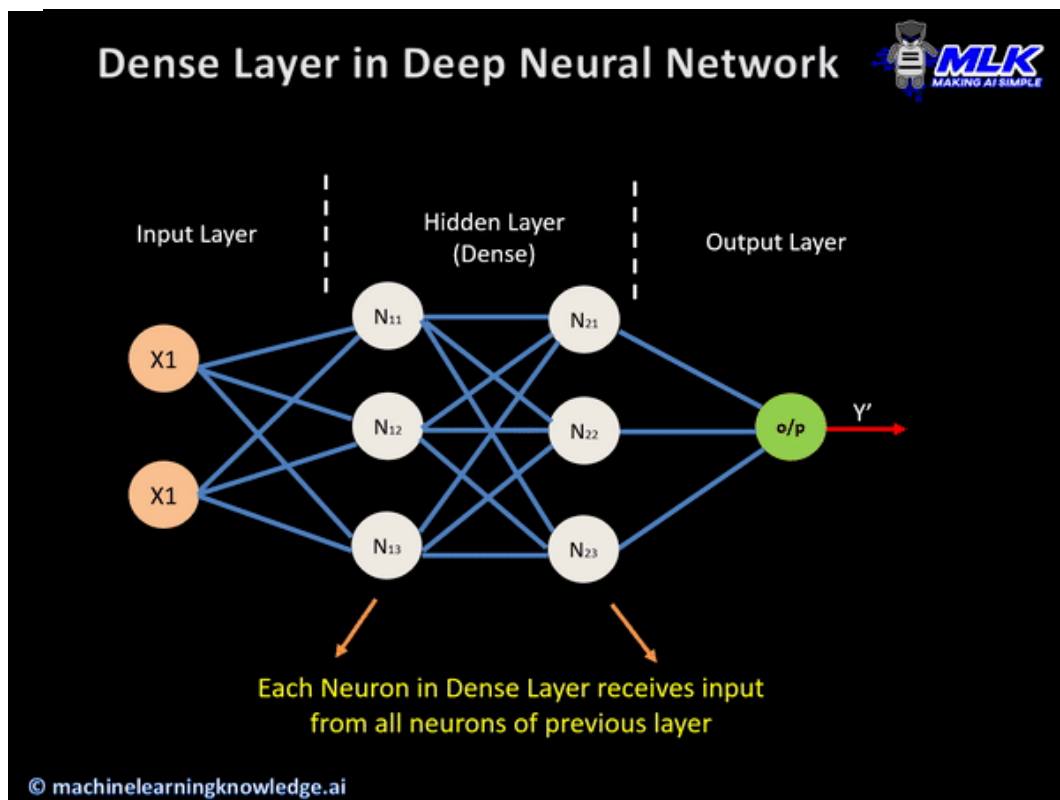 Dense Layer in Deep Neural Network
MLK
MAKING AI SIMPLE
Input Layer
Hidden Layer
(Dense)
Output Layer
X1
X1
N₁₁
N₁₂
N₁₃
N₂₁
N₂₂
N₂₃
o/p
Y'
Each Neuron in Dense Layer receives input
from all neurons of previous layer
© machinelearningknowledge.ai